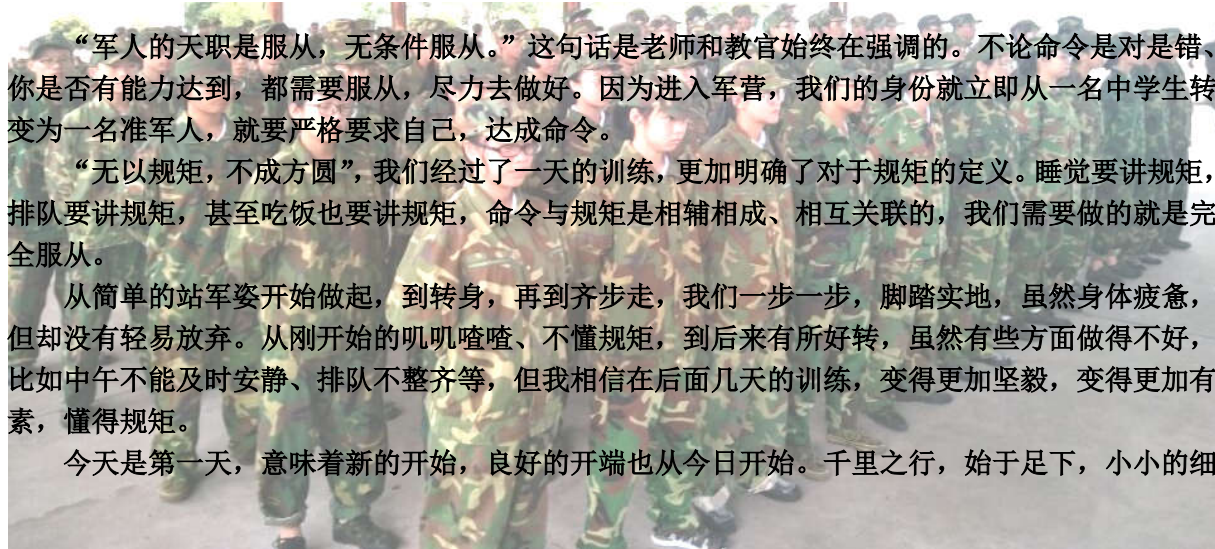 “军人的天职是服从，无条件服从。”这句话是老师和教官始终在强调的。不论命令是对是错、
你是否有能力达到，都需要服从，尽力去做好。因为进入军营，我们的身份就立即从一名中学生转
变为一名准军人，就要严格要求自己，达成命令。
“无以规矩，不成方圆”，我们经过了一天的训练，更加明确了对于规矩的定义。睡觉要讲规矩，
排队要讲规矩，甚至吃饭也要讲规矩，命令与规矩是相辅相成、相互关联的，我们需要做的就是完
全服从。
从简单的站军姿开始做起，到转身，再到齐步走，我们一步一步，脚踏实地，虽然身体疲惫，
但却没有轻易放弃。从刚开始的叽叽喳喳、不懂规矩，到后来有所好转，虽然有些方面做得不好，
比如中午不能及时安静、排队不整齐等，但我相信在后面几天的训练，变得更加坚毅，变得更加有
素，懂得规矩。
今天是第一天，意味着新的开始，良好的开端也从今日开始。千里之行，始于足下，小小的细